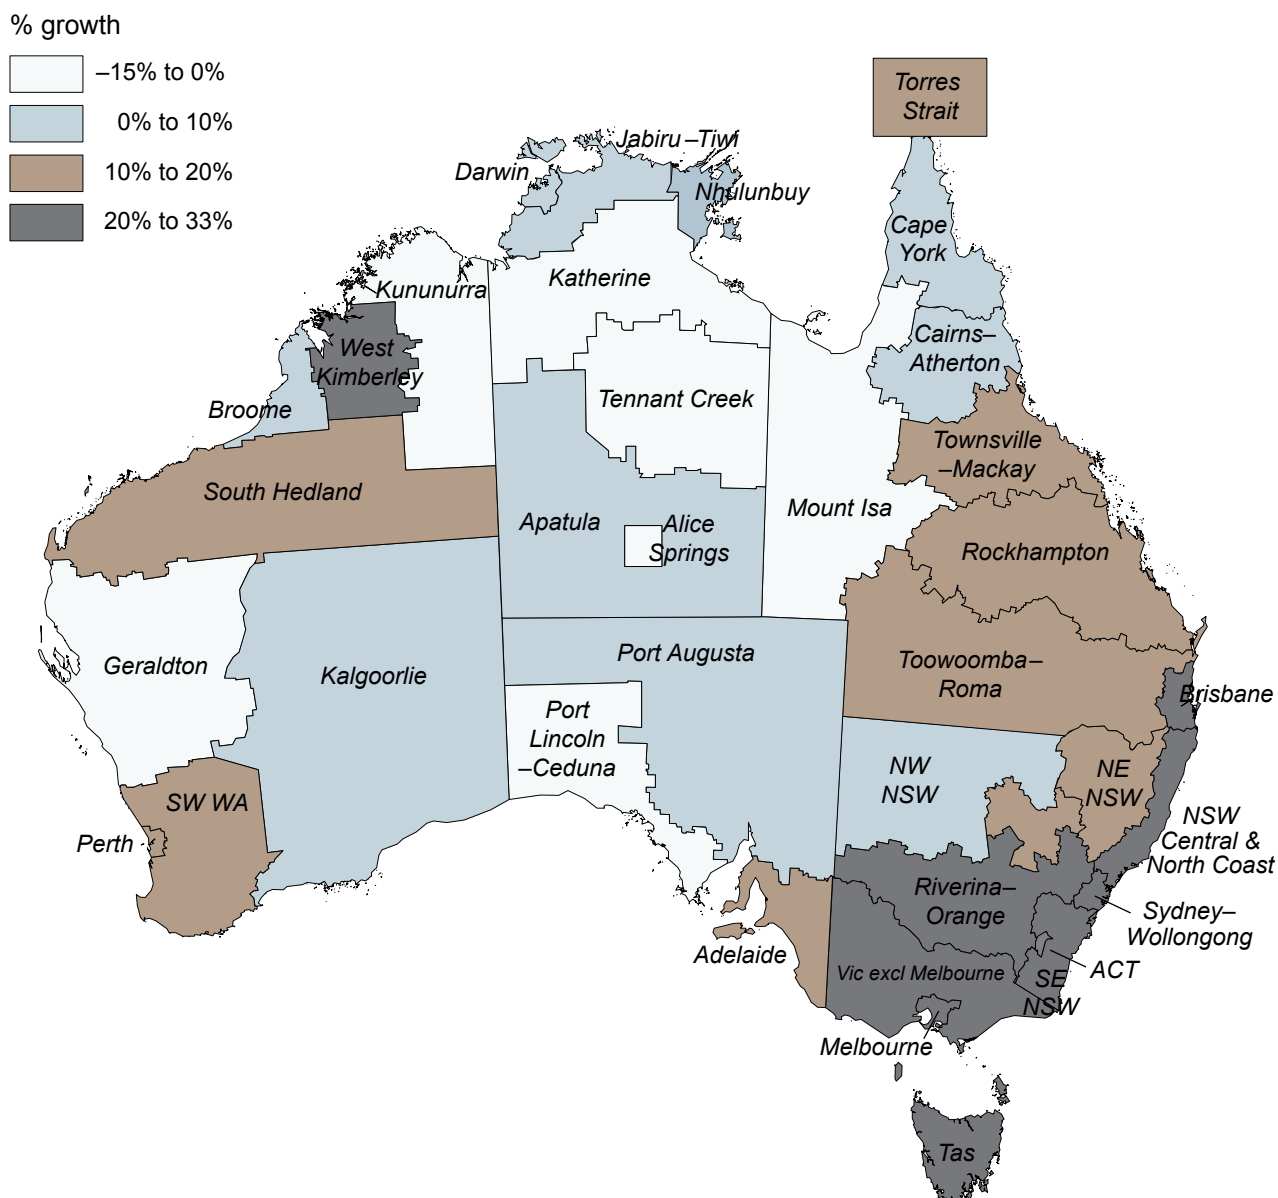 % growth
–15% to 0%
0% to 10%
10% to 20%
20% to 33%
Torres
Strait
Jabiru–Tiwi
Darwin
Nhulunbuy
Cape
York
Katherine
Kununurra
West
Kimberley
Cairns–
Atherton
Broome
Tennant Creek
Townsville
–Mackay
South Hedland
Apatula
Alice
Springs
Mount Isa
Rockhampton
Geraldton
Kalgoorlie
Port Augusta
Toowoomba–
Roma
Brisbane
Port
Lincoln
–Ceduna
NW
NSW
NE
NSW
SW WA
Perth
NSW
Central &
North Coast
Riverina–
Orange
Sydney–
Wollongong
Adelaide
Vic excl Melbourne
ACT
SE
NSW
Melbourne
Tas